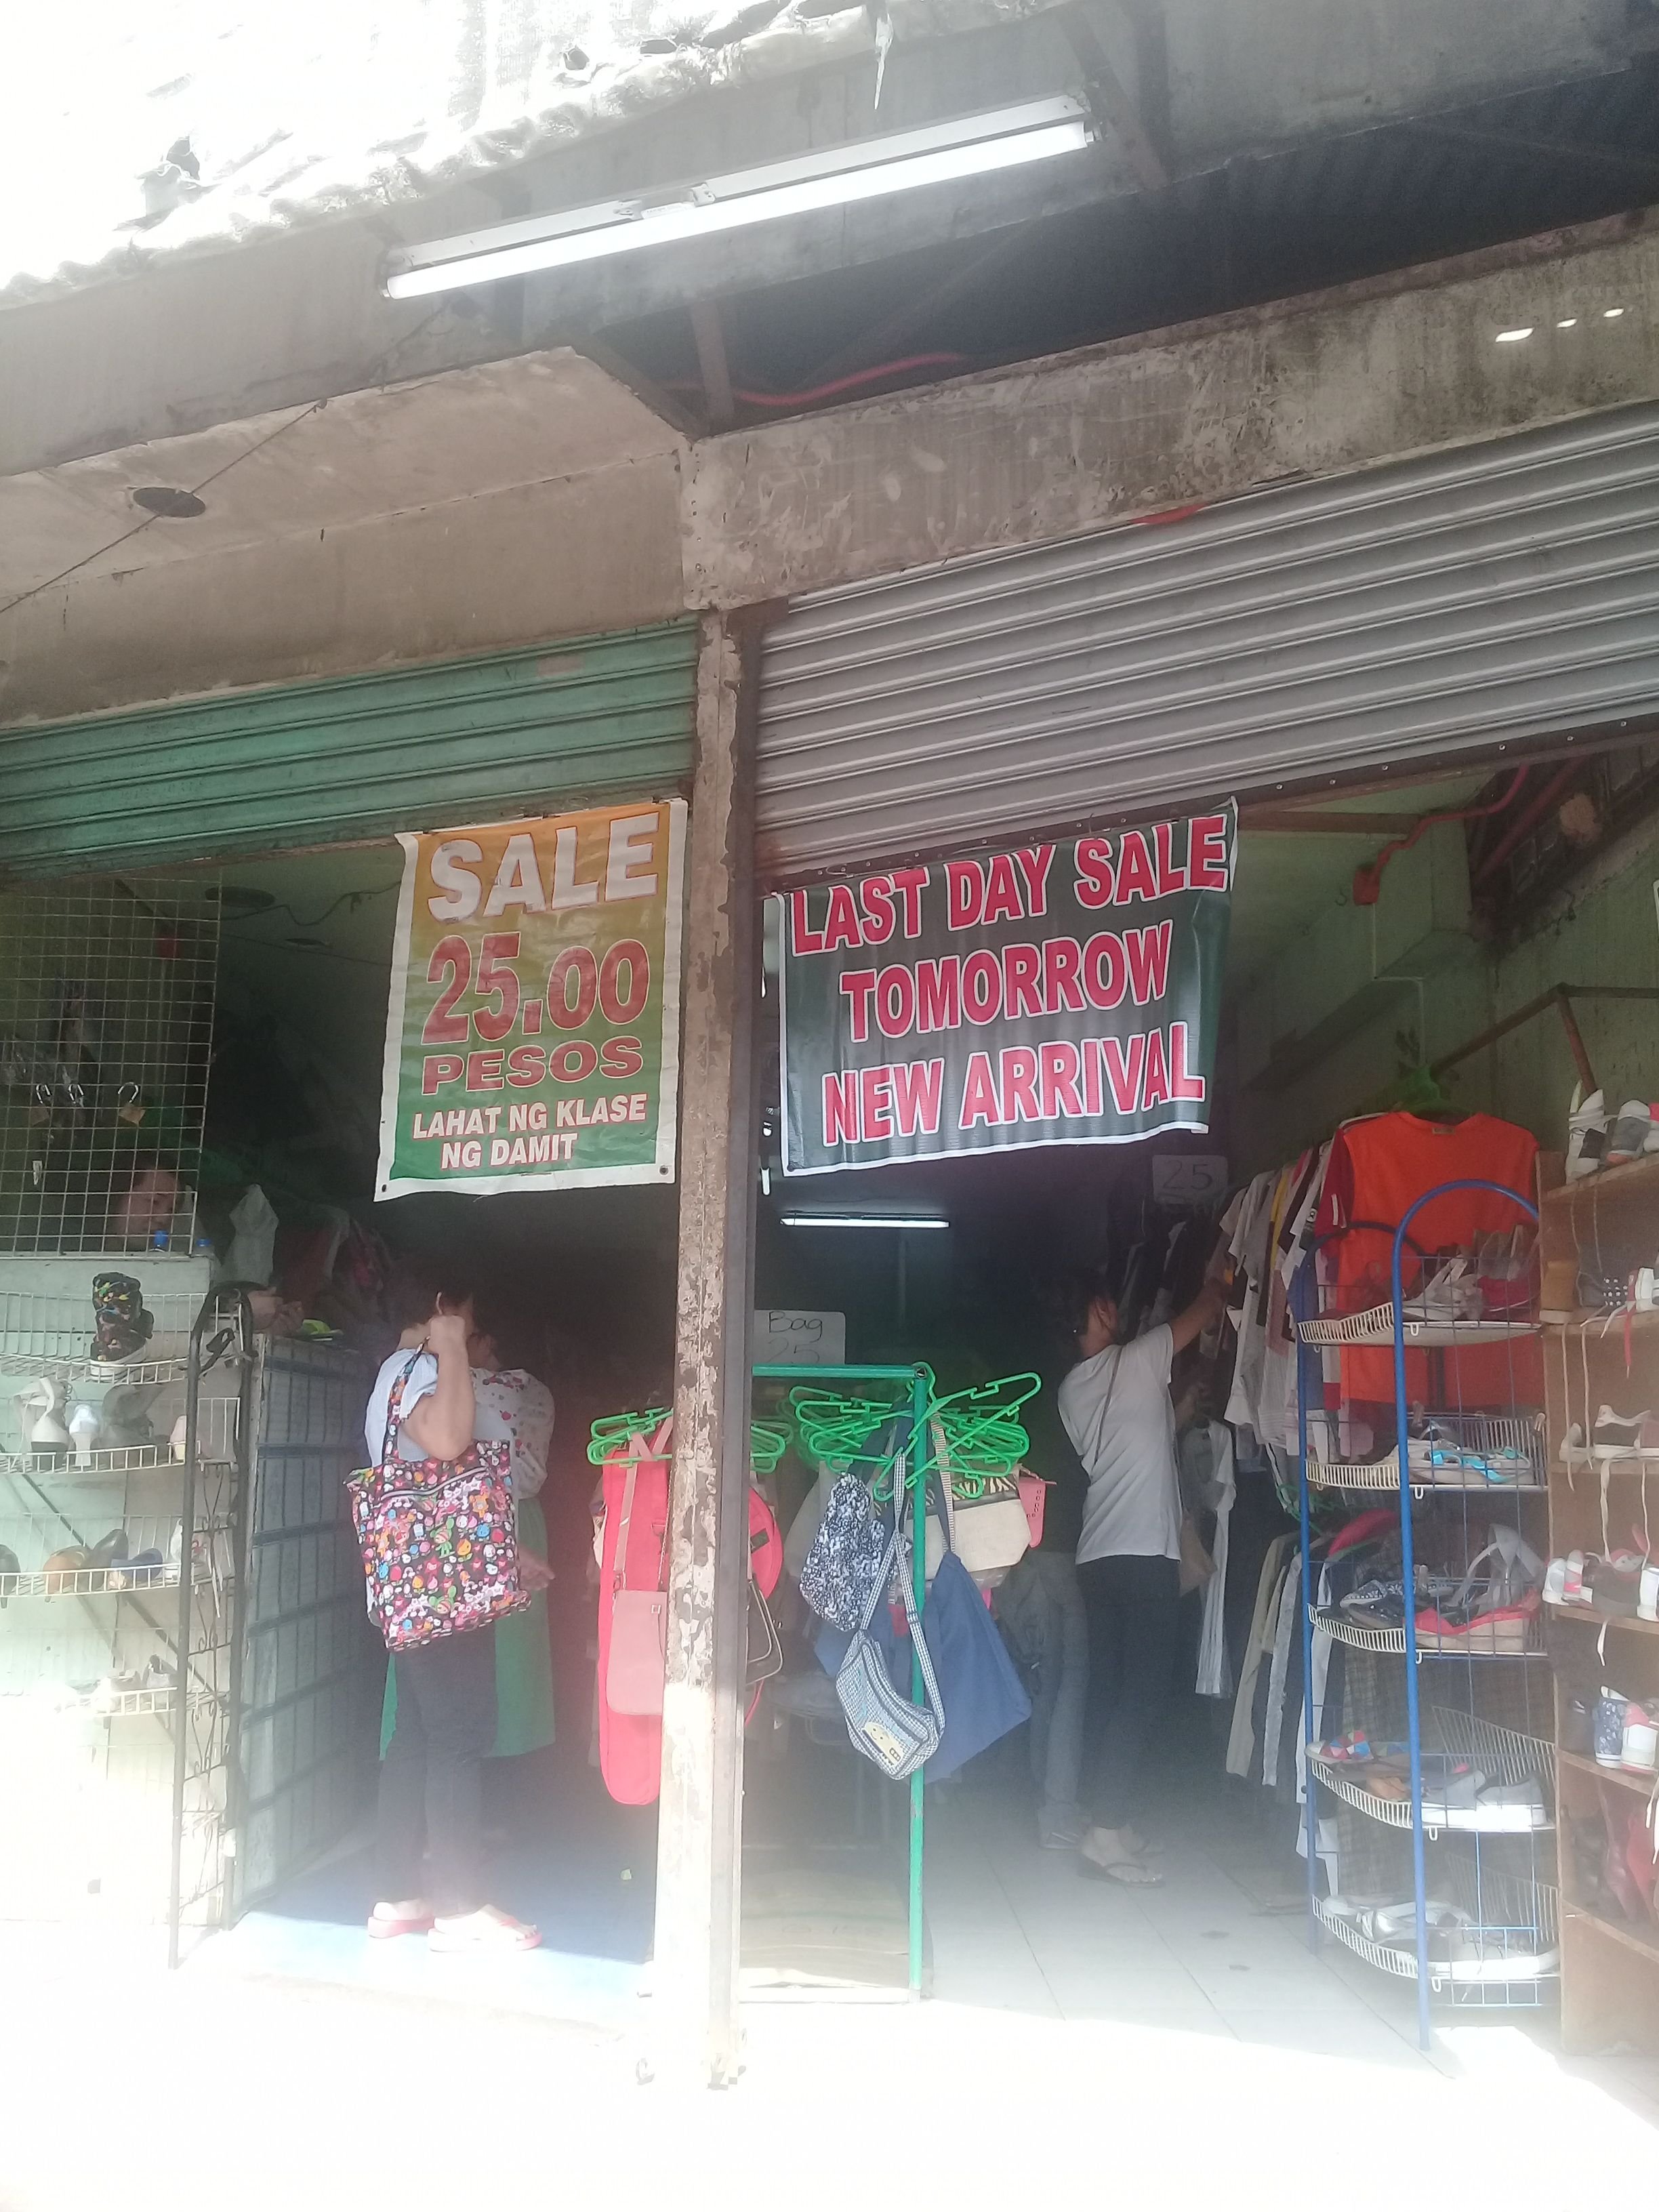 SALE
25.00
PESOS
LAHAT NG KLASE
NG DAMIT
LAST DAY SALE
TOMORROW
NEW ARRIVAL
25
Bag
25